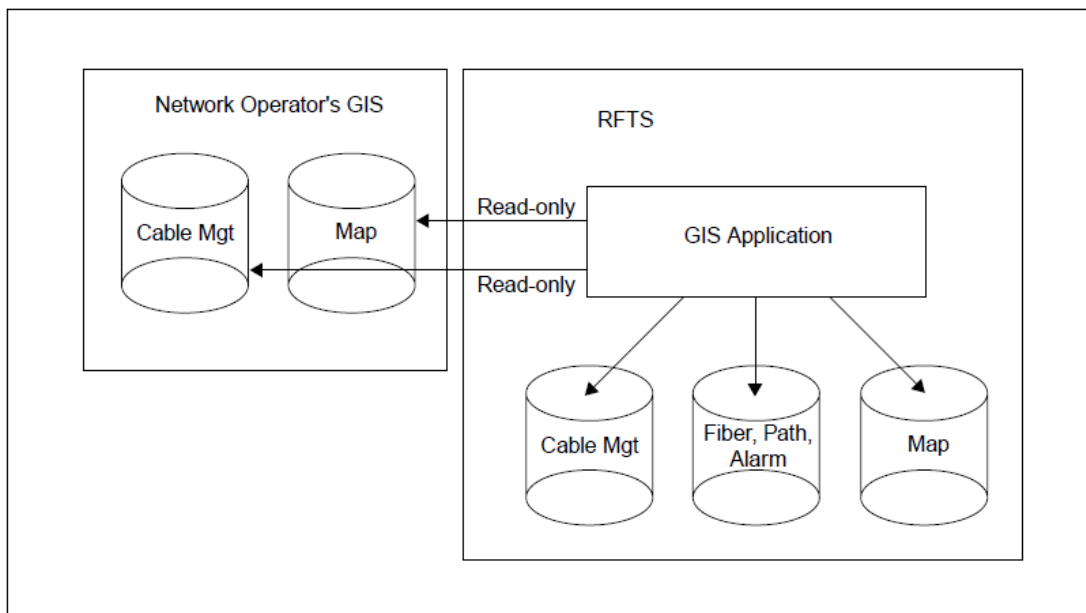 Network Operator's GIS
RFTS
Cable Mgt
Map
Read-only
GIS Application
Read-only
Cable Mgt
Fiber, Path,
Alarm
Map